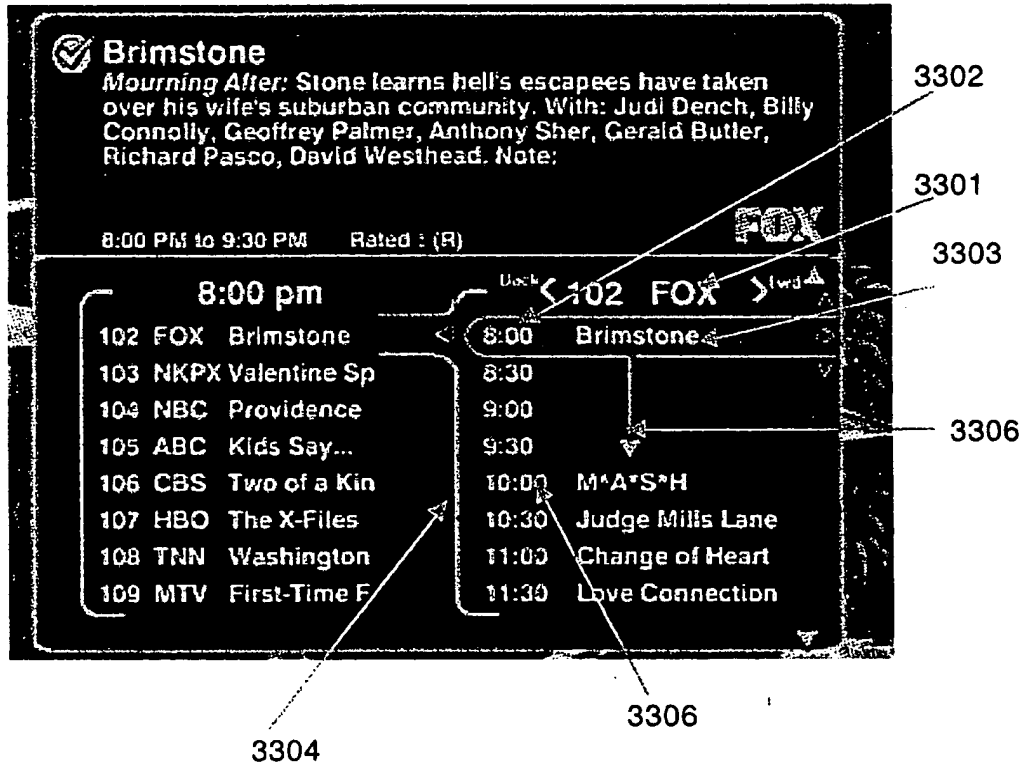 Brimstone
Mourning After: Stone learns hell's escapees have taken
over his wife's suburban community. With: Judi Dench, Billy
Connolly, Geoffrey Palmer, Anthony Sher, Gerald Butler,
Richard Pasco, David Westhead. Note:
8:00 PM to 9:30 PM Rated : (R)
FOX
8:00 pm
102 FOX Brimstone
103 NKPX Valentine Sp
104 NBC Providence
105 ABC Kids Say...
106 CBS Two of a Kin
107 HBO The X-Files
108 TNN Washington
109 MTV First-Time F
Back < 102 FOX > fwd
8:00 Brimstone
8:30
9:00
9:30
10:00 M*A*S*H
10:30 Judge Mills Lane
11:00 Change of Heart
11:30 Love Connection
3302
3301
3303
3306
3306
3304